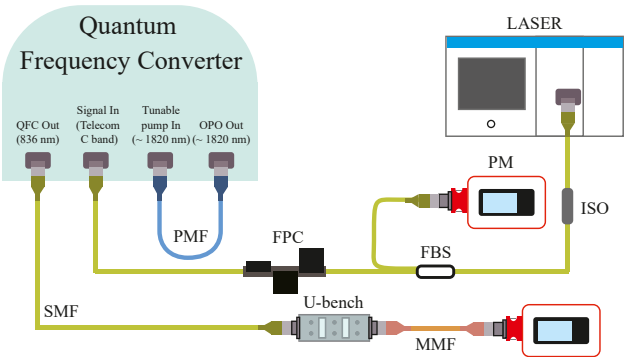 Quantum
Frequency Converter
QFC Out
(836 nm)
Signal In
(Telecom
C band)
Tunable
pump In
(~ 1820 nm)
OPO Out
(~ 1820 nm)
LASER
PM
ISO
PMF
FPC
FBS
SMF
U-bench
MMF